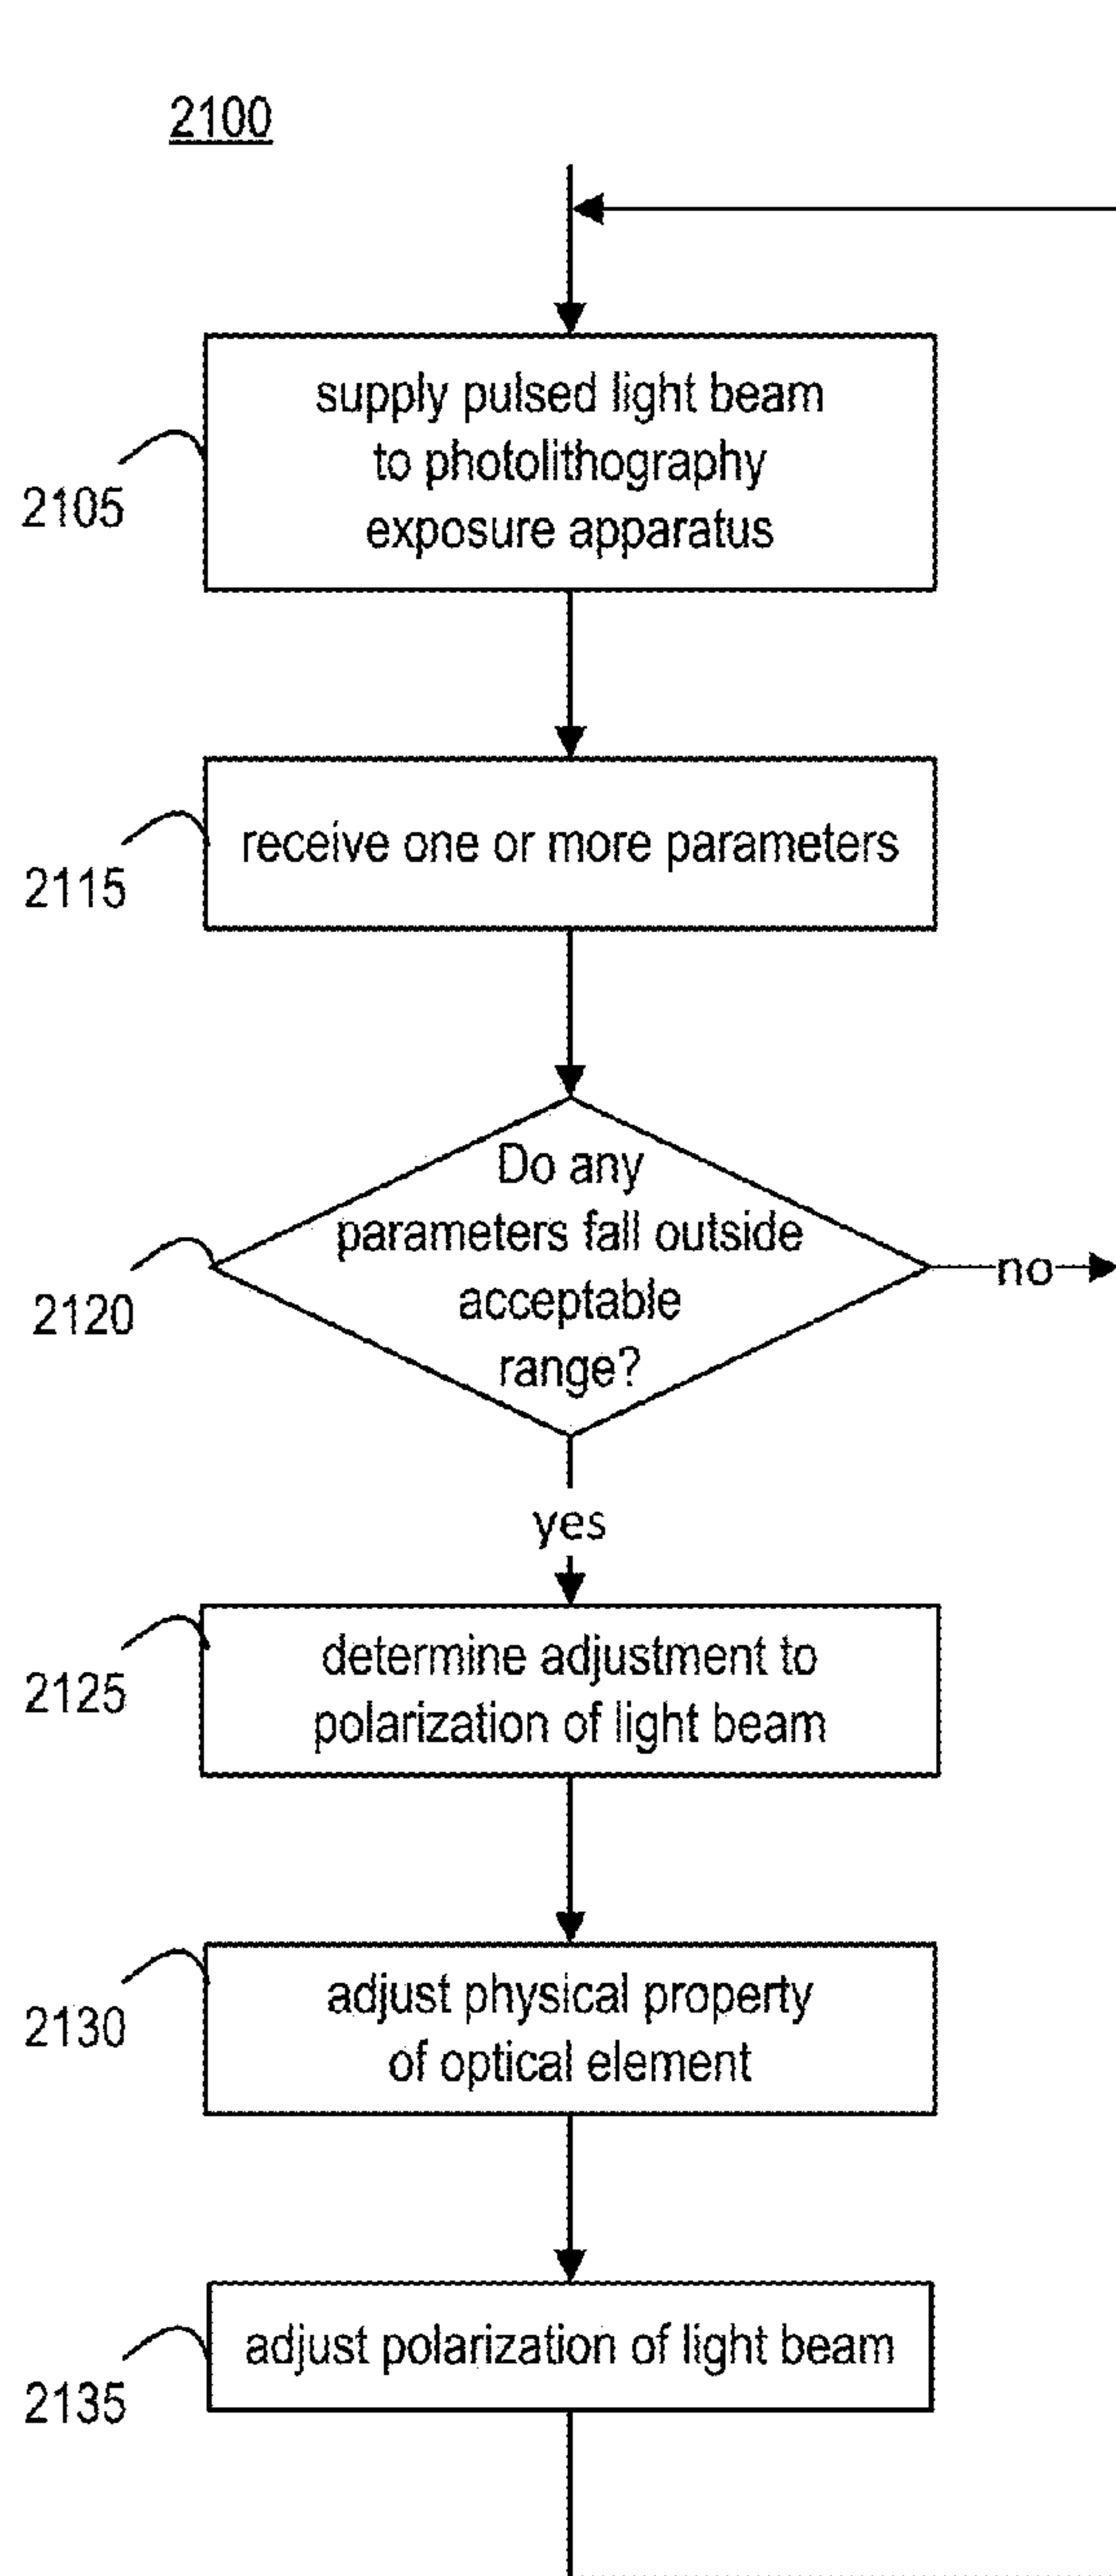 2100
supply pulsed light beam
to photolithography
exposure apparatus
2105
receive one or more parameters
2115
Do any
parameters fall outside
acceptable
range?
no
2120
yes
determine adjustment to
polarization of light beam
2125
adjust physical property
of optical element
2130
adjust polarization of light beam
2135